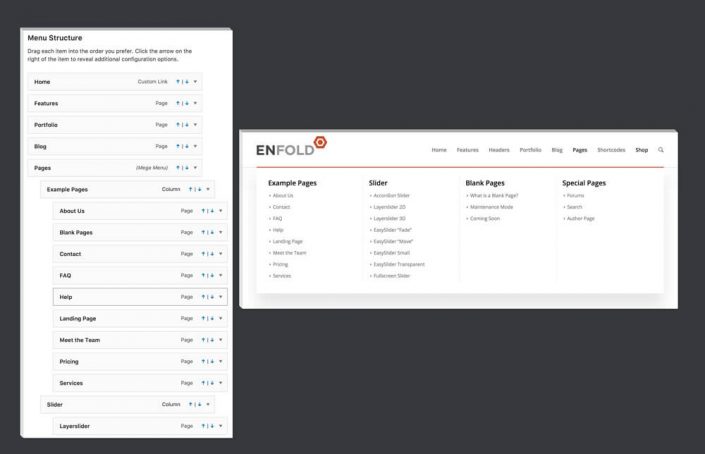 Menu Structure
Drag each item into the order you prefer. Click the arrow on the
right of the item to reveal additional configuration options.
Home Custom Link
Features Page
Portfolio Page
Blog Page
Pages (Mega Menu)
Example Pages Column
About Us Page
Blank Pages Page
Contact Page
FAQ Page
Help Page
Landing Page Page
Meet the Team Page
Pricing Page
Services Page
Slider Column
Layerslider Page
ENFOLD
Home Features Headers Portfolio Blog Pages Shortcodes Shop
Example Pages
About Us
Contact
FAQ
Help
Landing Page
Meet the Team
Pricing
Services
Slider
Accordion Slider
Layerslider 2D
Layerslider 3D
EasySlider "Fade"
EasySlider "Move"
EasySlider Small
EasySlider Transparent
Fullscreen Slider
Blank Pages
What is a Blank Page?
Maintenance Mode
Coming Soon
Special Pages
Forums
Search
Author Page